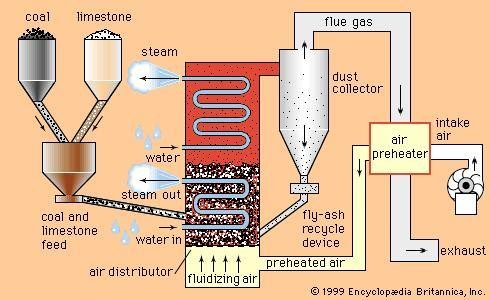 coal
limestone
flue gas
steam
dust
collector
intake
air
air
preheater
water
steam out
coal and
limestone
feed
water in
fly-ash
recycle
device
air distributor
fluidizing air
preheated air
exhaust
© 1999 Encyclopædia Britannica, Inc.